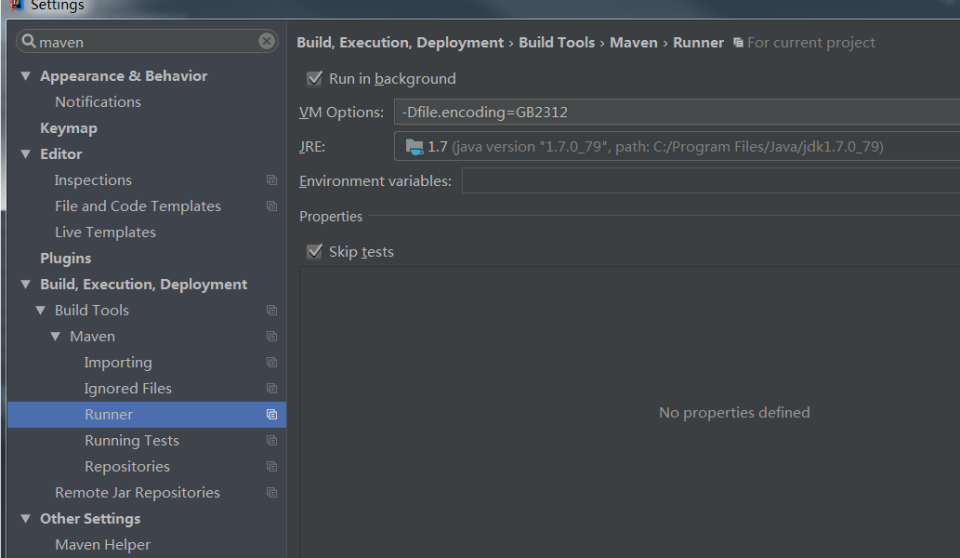 Settings
maven
Appearance & Behavior
Notifications
Keymap
Editor
Inspections
File and Code Templates
Live Templates
Plugins
Build, Execution, Deployment
Build Tools
Maven
Importing
Ignored Files
Runner
Running Tests
Repositories
Remote Jar Repositories
Other Settings
Maven Helper
Build, Execution, Deployment › Build Tools › Maven › Runner For current project
Run in background
VM Options: -Dfile.encoding=GB2312
JRE: 1.7 (java version "1.7.0_79", path: C:/Program Files/Java/jdk1.7.0_79)
Environment variables:
Properties
Skip tests
No properties defined